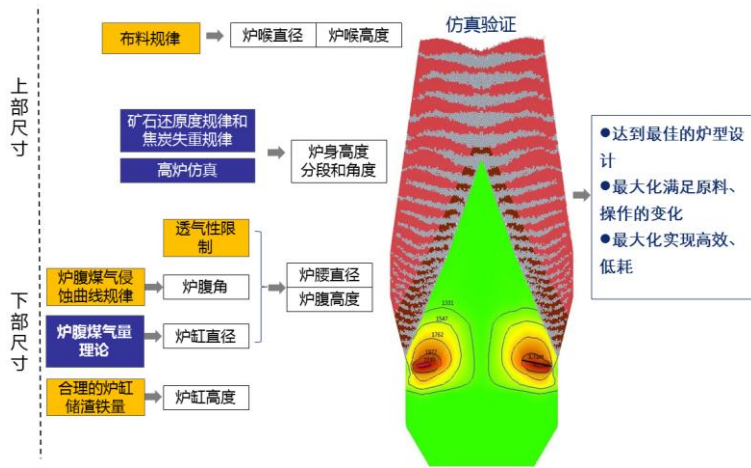 仿真验证
布料规律
炉喉直径
炉喉高度
上部尺寸
矿石还原度规律和
焦炭失重规律
高炉仿真
炉身高度
分段和角度
●达到最佳的炉型设
计
●最大化满足原料、
操作的变化
●最大化实现高效、
低耗
下部尺寸
透气性限
制
炉腹煤气侵
蚀曲线规律
炉腹角
炉腰直径
炉腹高度
炉腹煤气量
理论
炉缸直径
合理的炉缸
储渣铁量
炉缸高度
1331
1547
1762
1977